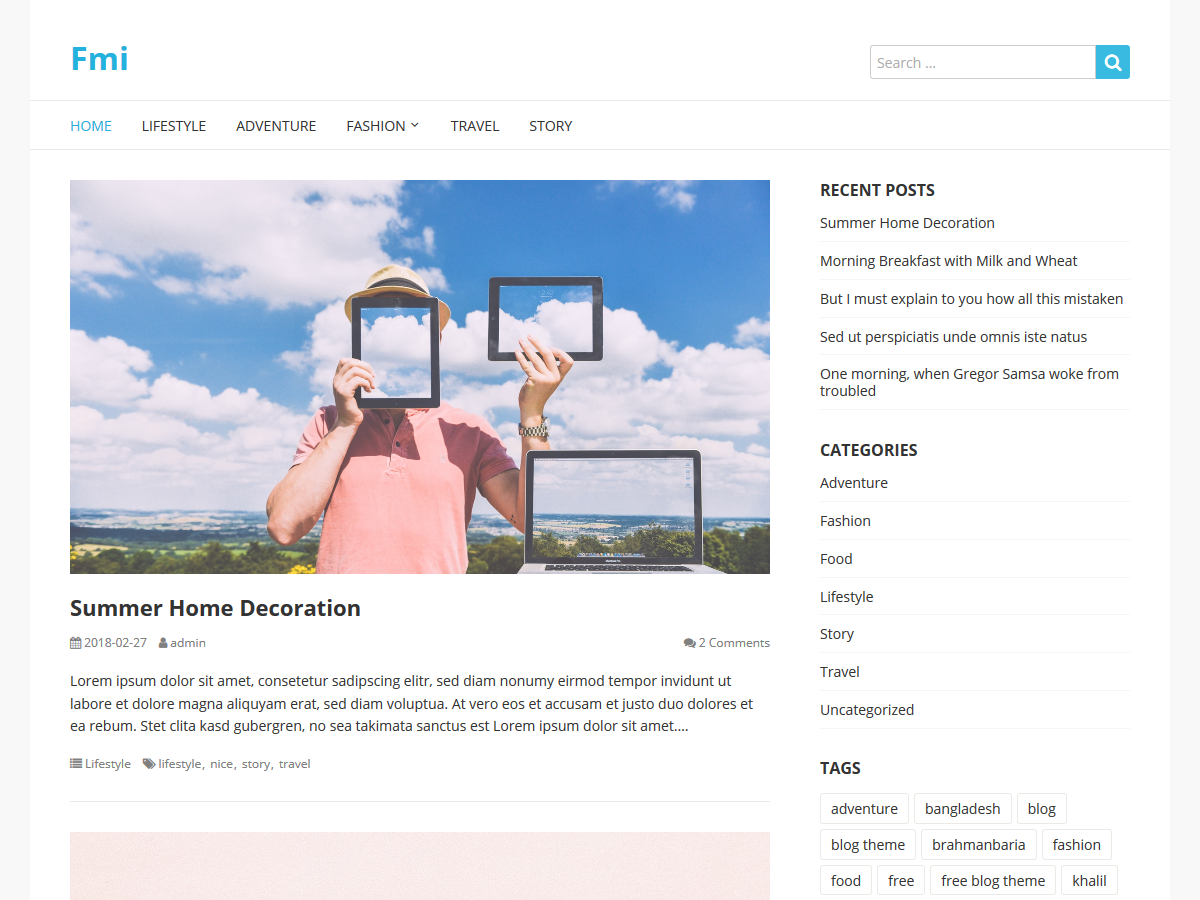 Fmi
Search ...
HOME LIFESTYLE ADVENTURE FASHION TRAVEL STORY
Summer Home Decoration
2018-02-27 admin 2 Comments
Lorem ipsum dolor sit amet, consetetur sadipscing elitr, sed diam nonumy eirmod tempor invidunt ut
labore et dolore magna aliquyam erat, sed diam voluptua. At vero eos et accusam et justo duo dolores et
ea rebum. Stet clita kasd gubergren, no sea takimata sanctus est Lorem ipsum dolor sit amet....
Lifestyle lifestyle, nice, story, travel
RECENT POSTS
Summer Home Decoration
Morning Breakfast with Milk and Wheat
But I must explain to you how all this mistaken
Sed ut perspiciatis unde omnis iste natus
One morning, when Gregor Samsa woke from
troubled
CATEGORIES
Adventure
Fashion
Food
Lifestyle
Story
Travel
Uncategorized
TAGS
adventure bangladesh blog
blog theme brahmanbaria fashion
food free free blog theme khalil